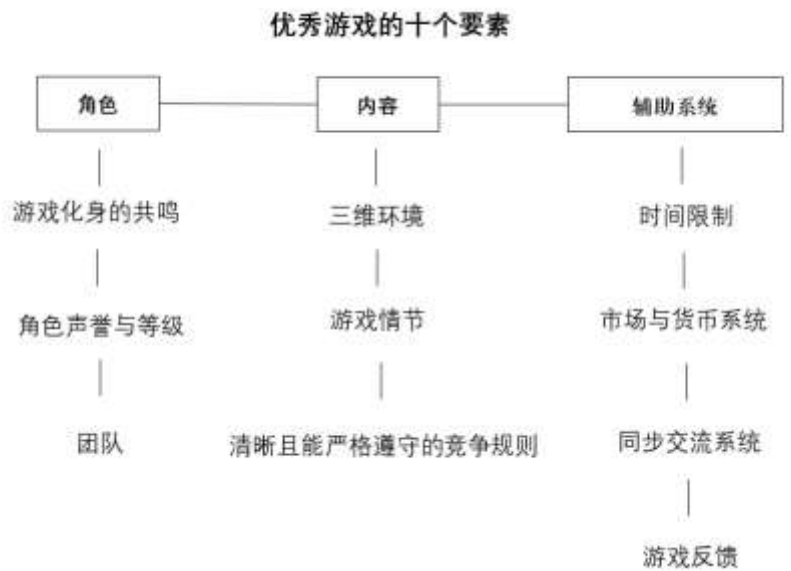 优秀游戏的十个要素
角色
内容
辅助系统
游戏化身的共鸣
三维环境
时间限制
角色声誉与等级
游戏情节
市场与货币系统
团队
清晰且能严格遵守的竞争规则
同步交流系统
游戏反馈